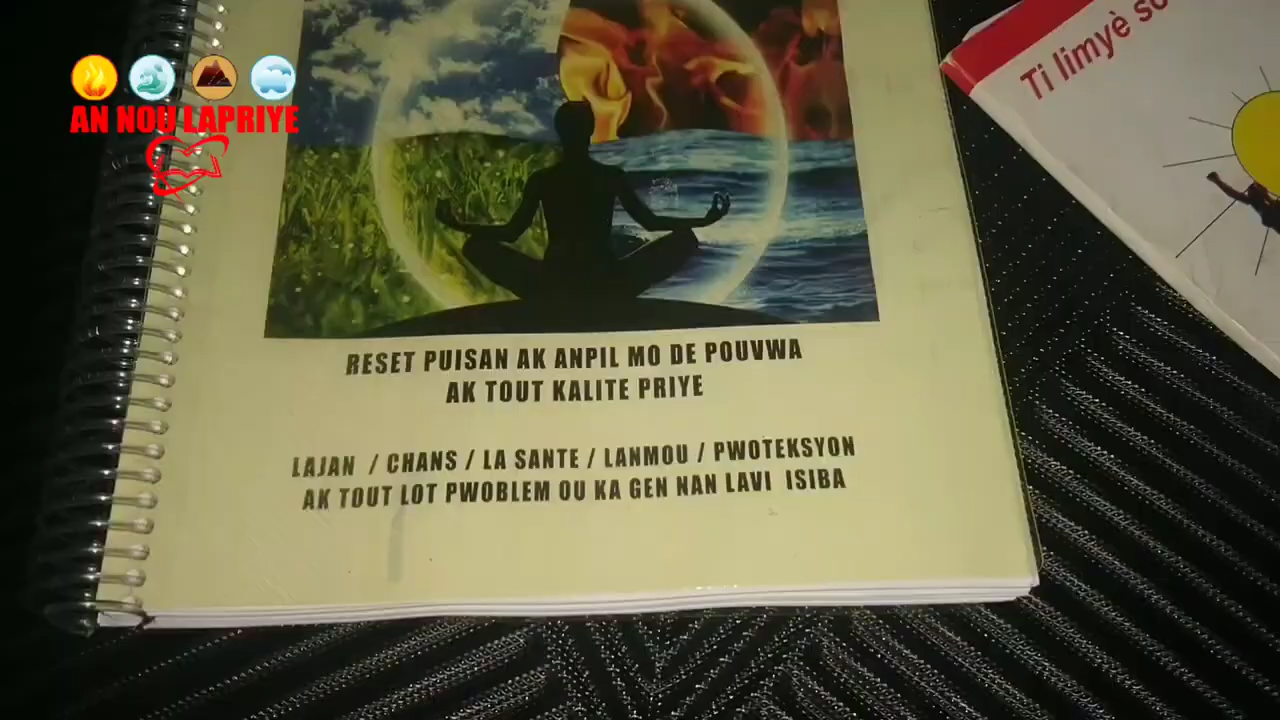 AN NOU LAPRIYE
RESET PUISAN AK ANPIL MO DE POUVWA
AK TOUT KALITE PRIYE
LAJAN / CHANS / LA SANTE / LANMOU / PWOTEKSYON
AK TOUT LOT PWOBLEM OU KA GEN NAN LAVI ISIBA
Ti limyè